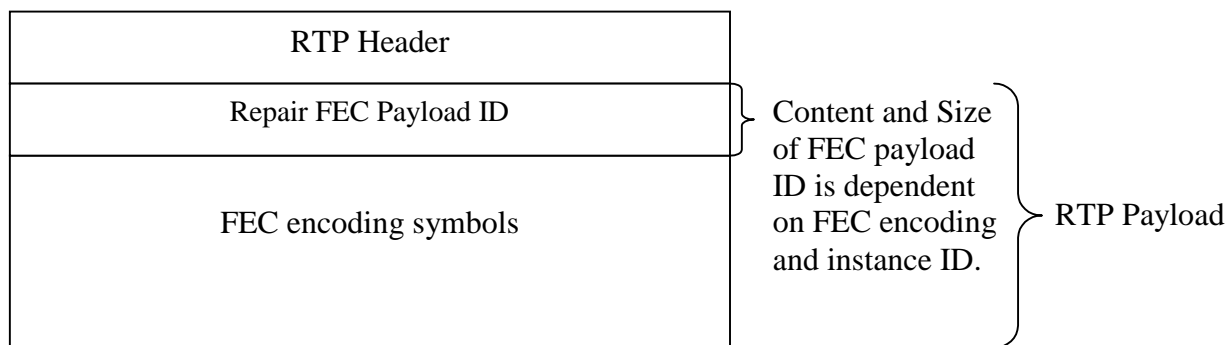 RTP Header
Repair FEC Payload ID
FEC encoding symbols
Content and Size
of FEC payload
ID is dependent
on FEC encoding
and instance ID.
RTP Payload